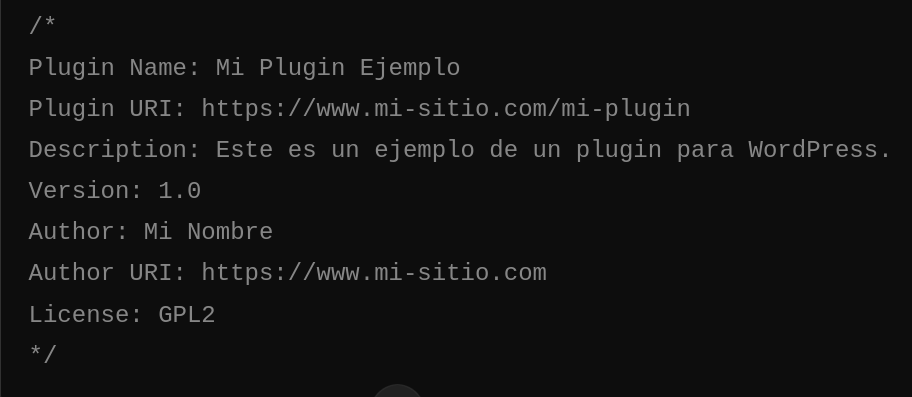 /*
Plugin Name: Mi Plugin Ejemplo
Plugin URI: https://www.mi-sitio.com/mi-plugin
Description: Este es un ejemplo de un plugin para WordPress.
Version: 1.0
Author: Mi Nombre
Author URI: https://www.mi-sitio.com
License: GPL2
*/